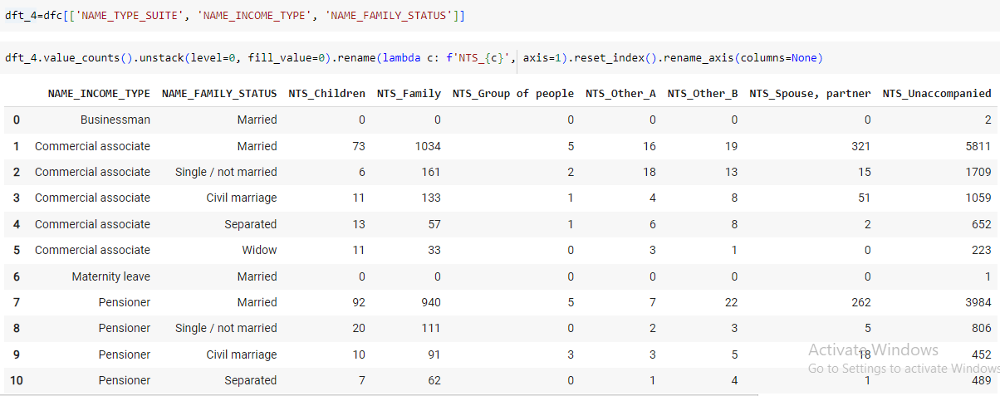 dft_4=dfc[['NAME_TYPE_SUITE', 'NAME_INCOME_TYPE', 'NAME_FAMILY_STATUS']]
dft_4.value_counts().unstack(level=0, fill_value=0).rename(lambda c: f'NTS_{c}', axis=1).reset_index().rename_axis(columns=None)
NAME_INCOME_TYPE NAME_FAMILY_STATUS NTS_Children NTS_Family NTS_Group of people NTS_Other_A NTS_Other_B NTS_Spouse, partner NTS_Unaccompanied
0 Businessman Married 0 0 0 0 0 0 2
1 Commercial associate Married 73 1034 5 16 19 321 5811
2 Commercial associate Single / not married 6 161 2 18 13 15 1709
3 Commercial associate Civil marriage 11 133 1 4 8 51 1059
4 Commercial associate Separated 13 57 1 6 8 2 652
5 Commercial associate Widow 11 33 0 3 1 0 223
6 Maternity leave Married 0 0 0 0 0 0 1
7 Pensioner Married 92 940 5 7 22 262 3984
8 Pensioner Single / not married 20 111 0 2 3 5 806
9 Pensioner Civil marriage 10 91 3 3 5 18 452
10 Pensioner Separated 7 62 0 1 4 1 489
Activate Windows
Go to Settings to activate Windows